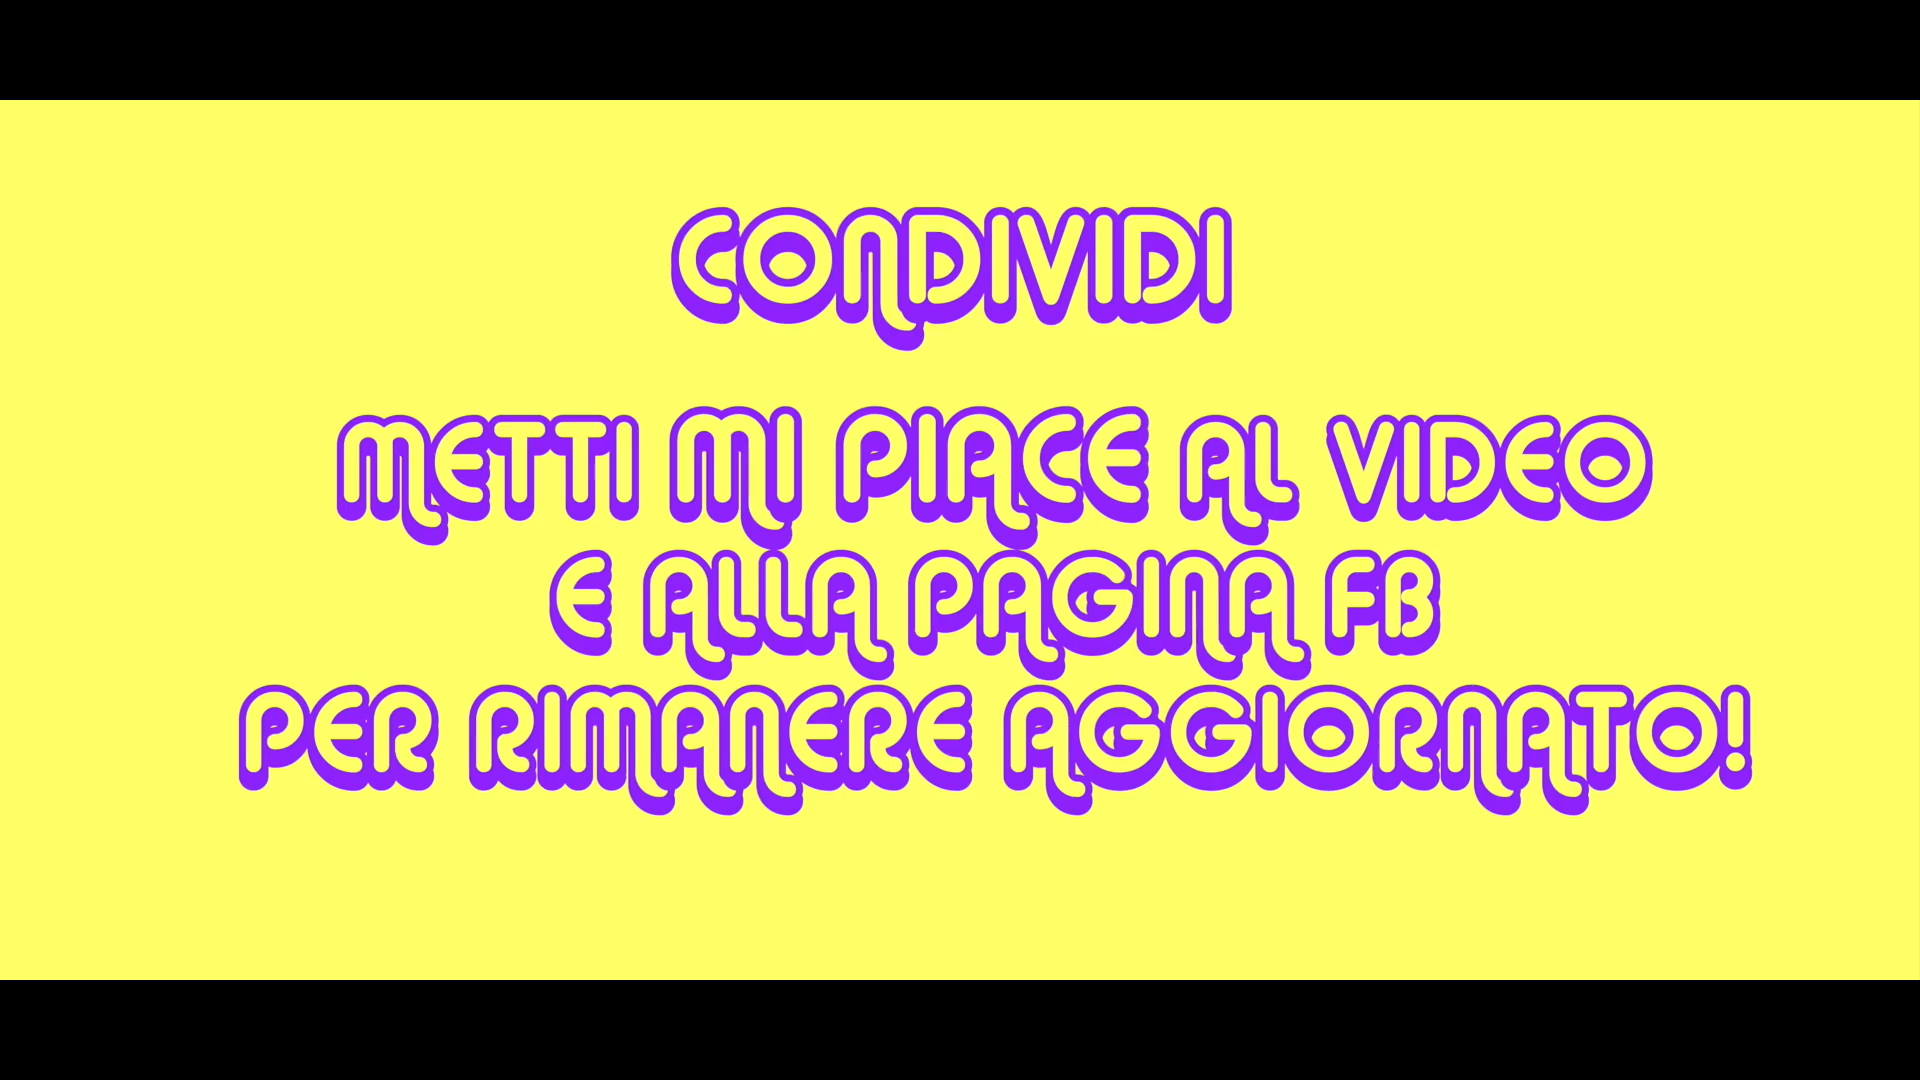 CONDIVIDI
METTI MI PIACE AL VIDEO
E ALLA PAGINA FB
PER RIMANERE AGGIORNATO!